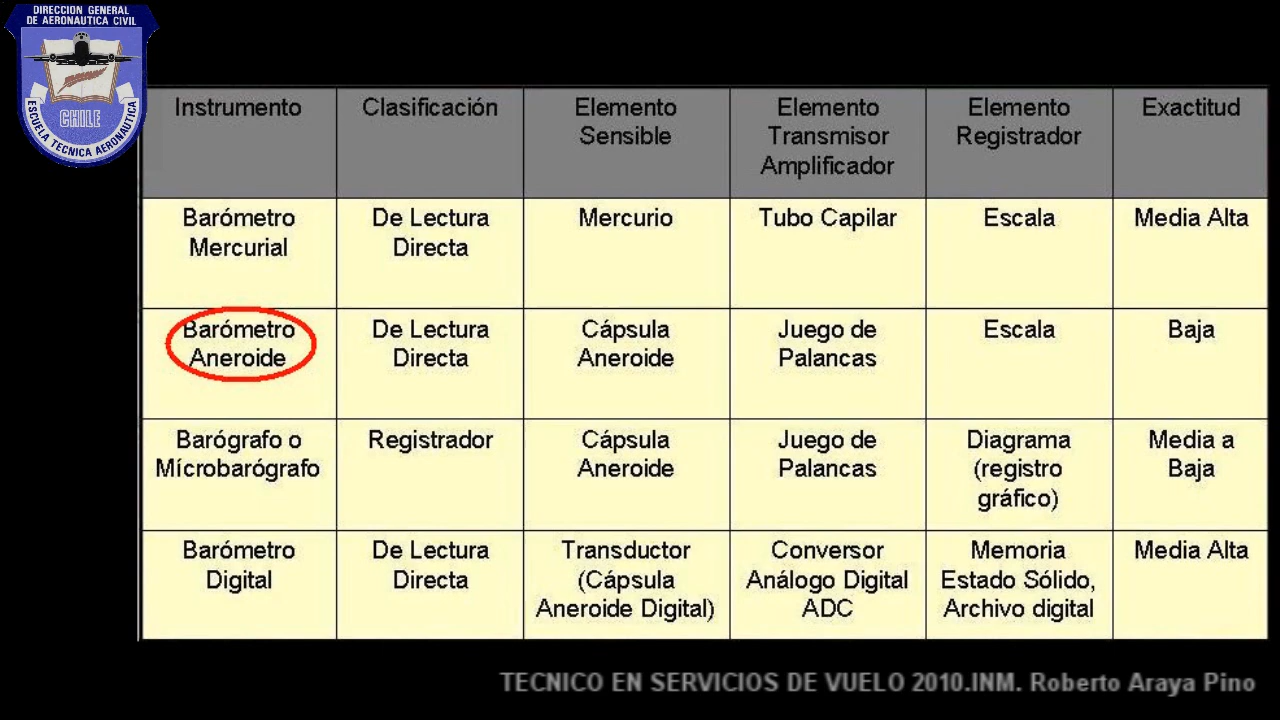 DIRECCION GENERAL
DE AERONAUTICA CIVIL
CHILE
ESCUELA TECNICA AERONAUTICA
Instrumento
Clasificación
Elemento
Sensible
Elemento
Transmisor
Amplificador
Elemento
Registrador
Exactitud
Barómetro
Mercurial
De Lectura
Directa
Mercurio
Tubo Capilar
Escala
Media Alta
Barómetro
Aneroide
De Lectura
Directa
Cápsula
Aneroide
Juego de
Palancas
Escala
Baja
Barógrafo o
Mícrobarógrafo
Registrador
Cápsula
Aneroide
Juego de
Palancas
Diagrama
(registro
gráfico)
Media a
Baja
Barómetro
Digital
De Lectura
Directa
Transductor
(Cápsula
Aneroide Digital)
Conversor
Análogo Digital
ADC
Memoria
Estado Sólido,
Archivo digital
Media Alta
TECNICO EN SERVICIOS DE VUELO 2010.INM. Roberto Araya Pino